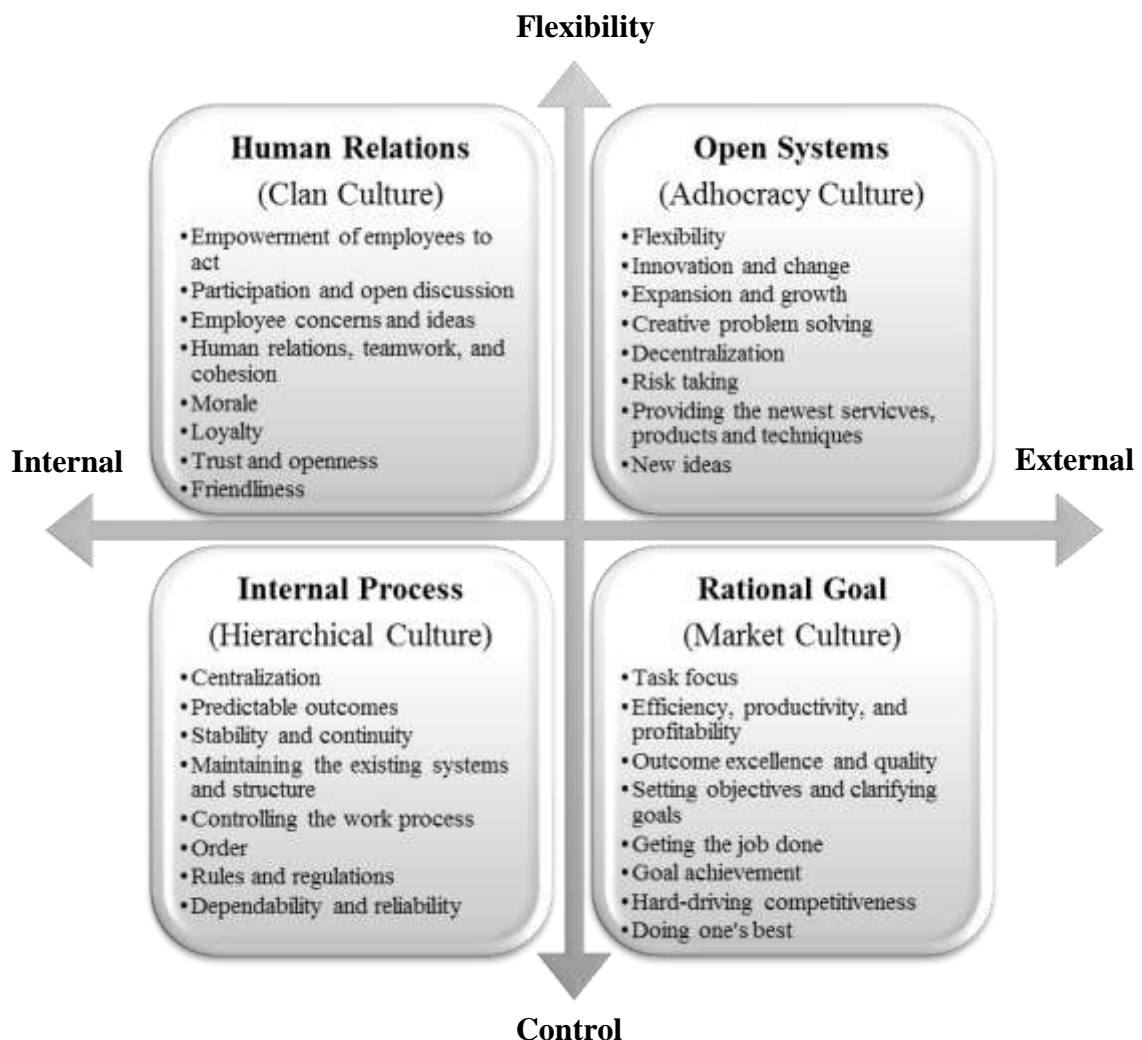 Flexibility
Human Relations
(Clan Culture)
•Empowerment of employees to
act
•Participation and open discussion
•Employee concerns and ideas
•Human relations, teamwork, and
cohesion
•Morale
•Loyalty
•Trust and openness
•Friendliness
Open Systems
(Adhocracy Culture)
•Flexibility
•Innovation and change
•Expansion and growth
•Creative problem solving
•Decentralization
•Risk taking
•Providing the newest servicves,
products and techniques
•New ideas
Internal
External
Internal Process
(Hierarchical Culture)
•Centralization
•Predictable outcomes
•Stability and continuity
•Maintaining the existing systems
and structure
•Controlling the work process
•Order
•Rules and regulations
•Dependability and reliability
Rational Goal
(Market Culture)
•Task focus
•Efficiency, productivity, and
profitability
•Outcome excellence and quality
•Setting objectives and clarifying
goals
•Geting the job done
•Goal achievement
•Hard-driving competitiveness
•Doing one's best
Control